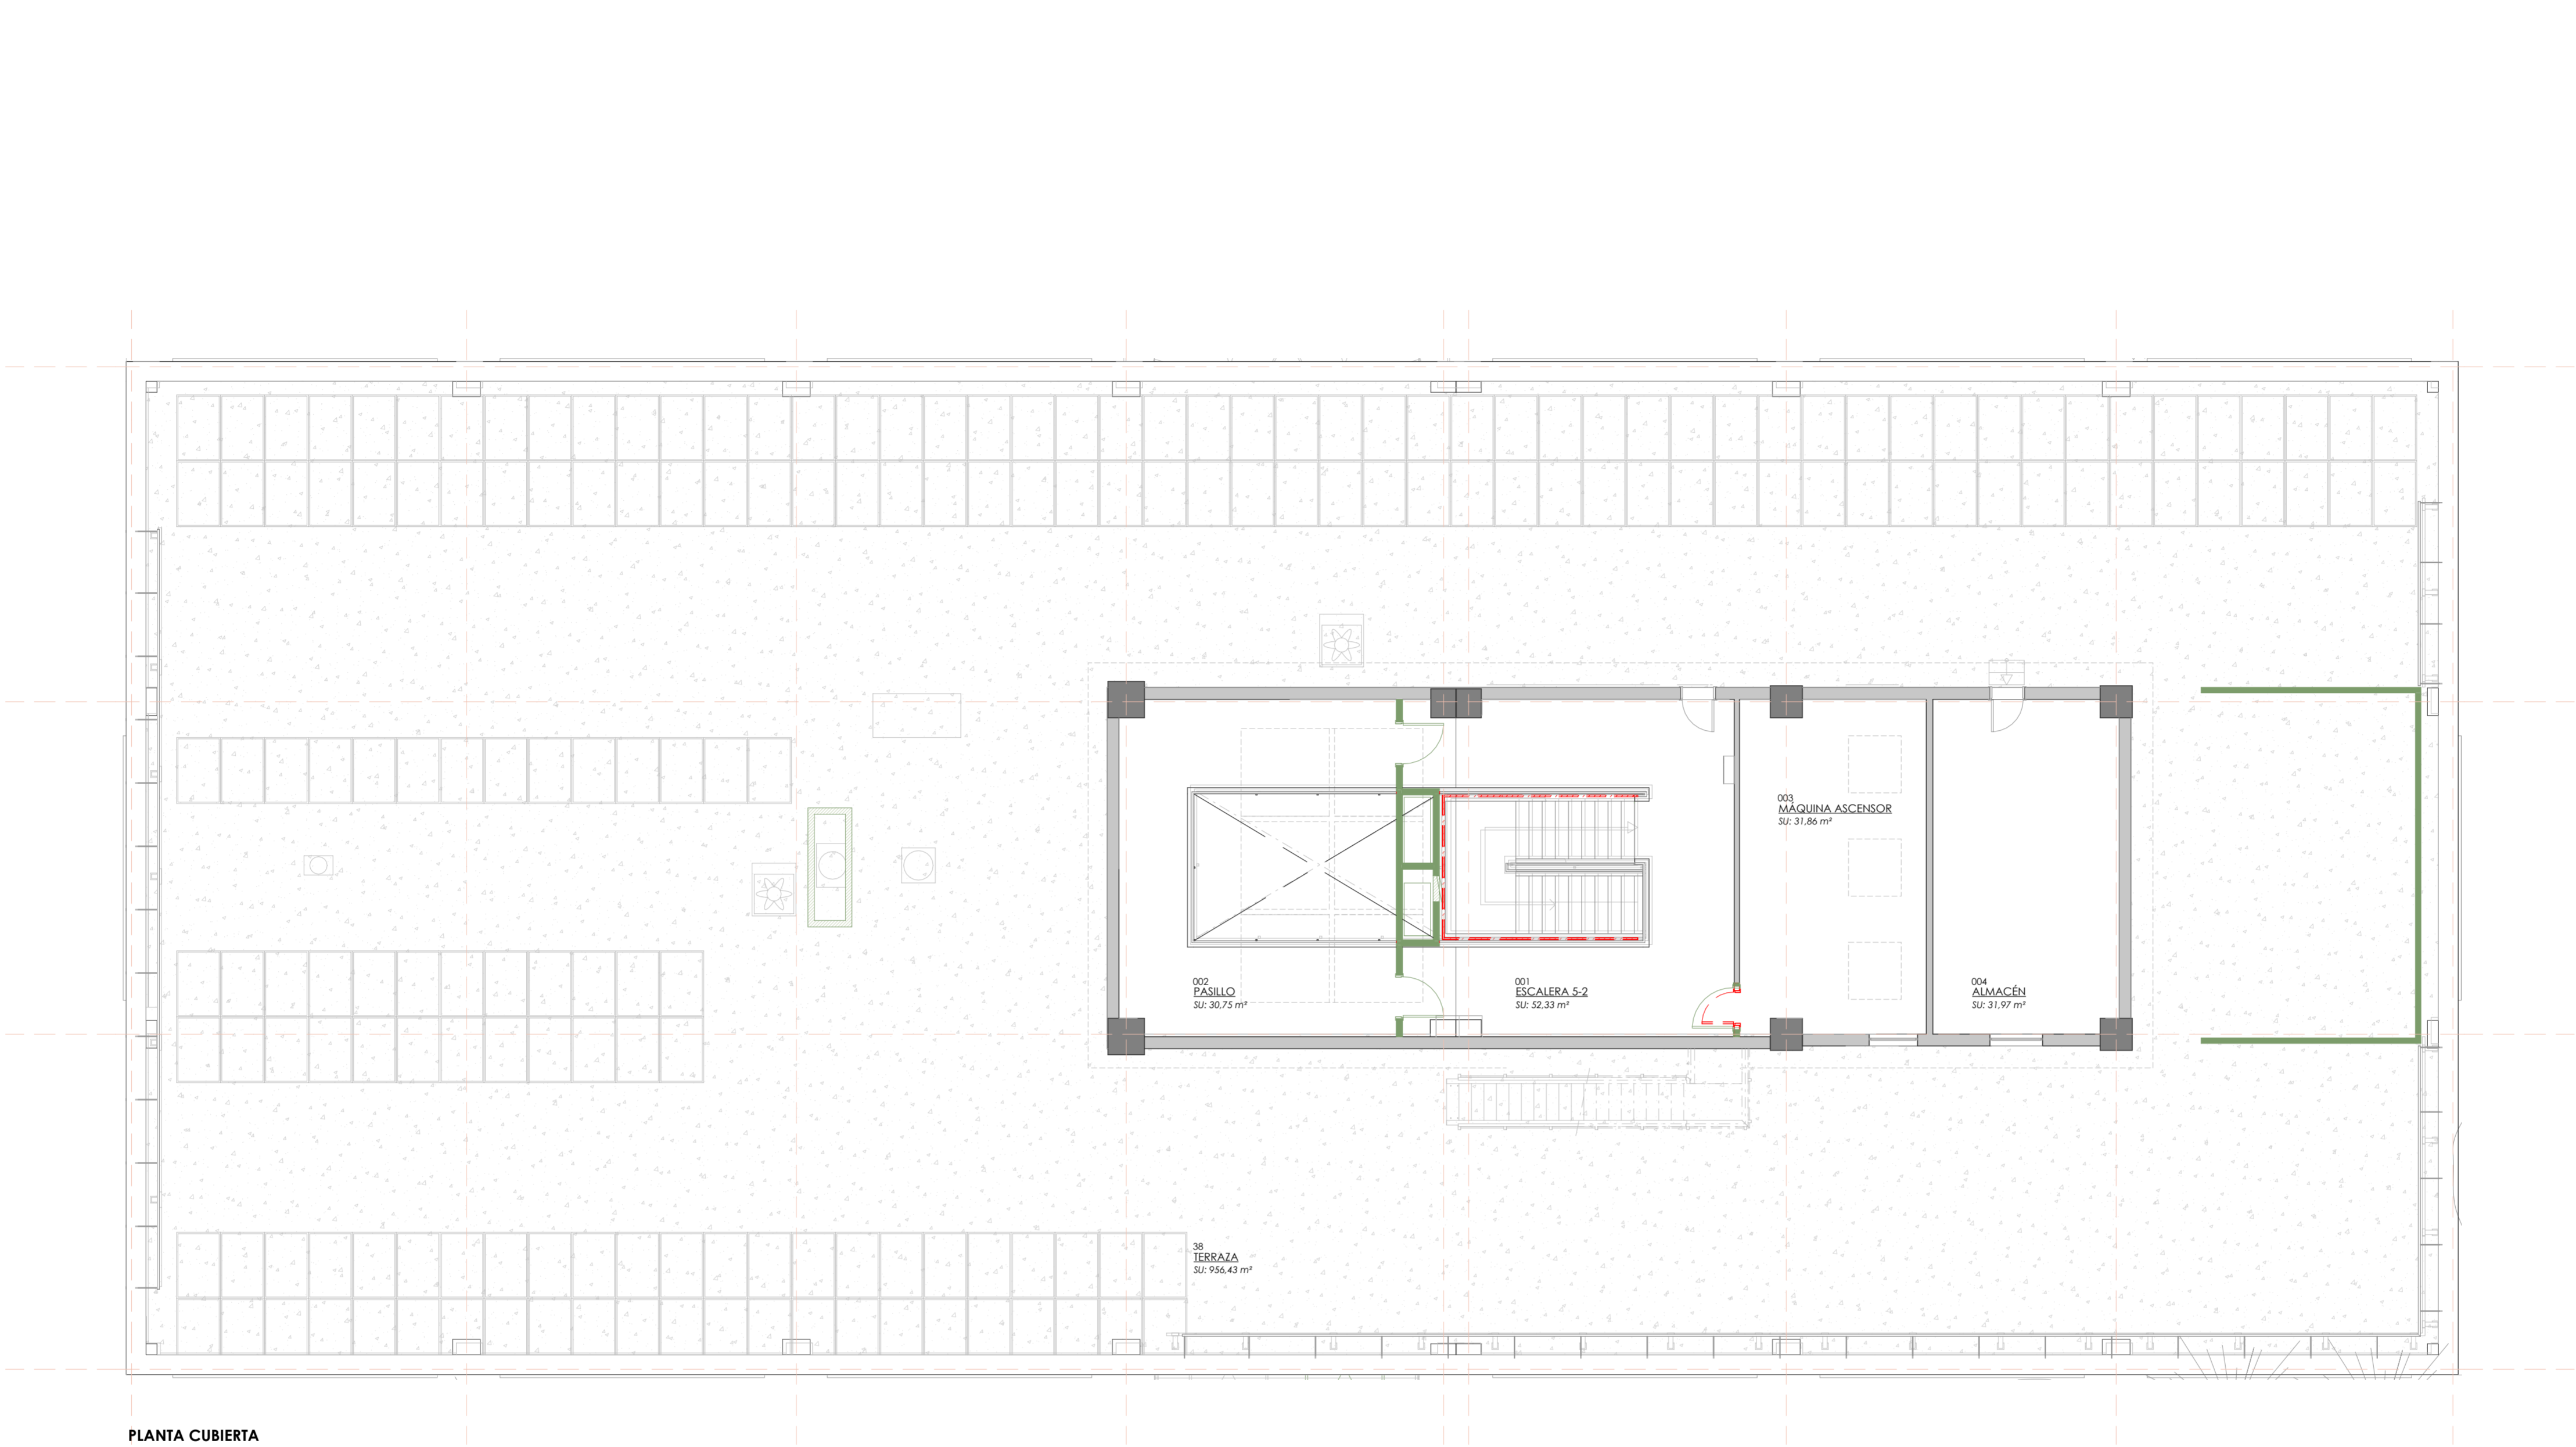 003
MÁQUINA ASCENSOR
SU: 31,86 m²
002
PASILLO
SU: 30,75 m²
001
ESCALERA 5-2
SU: 52,33 m²
004
ALMACÉN
SU: 31,97 m²
38
TERRAZA
SU: 956,43 m²
PLANTA CUBIERTA